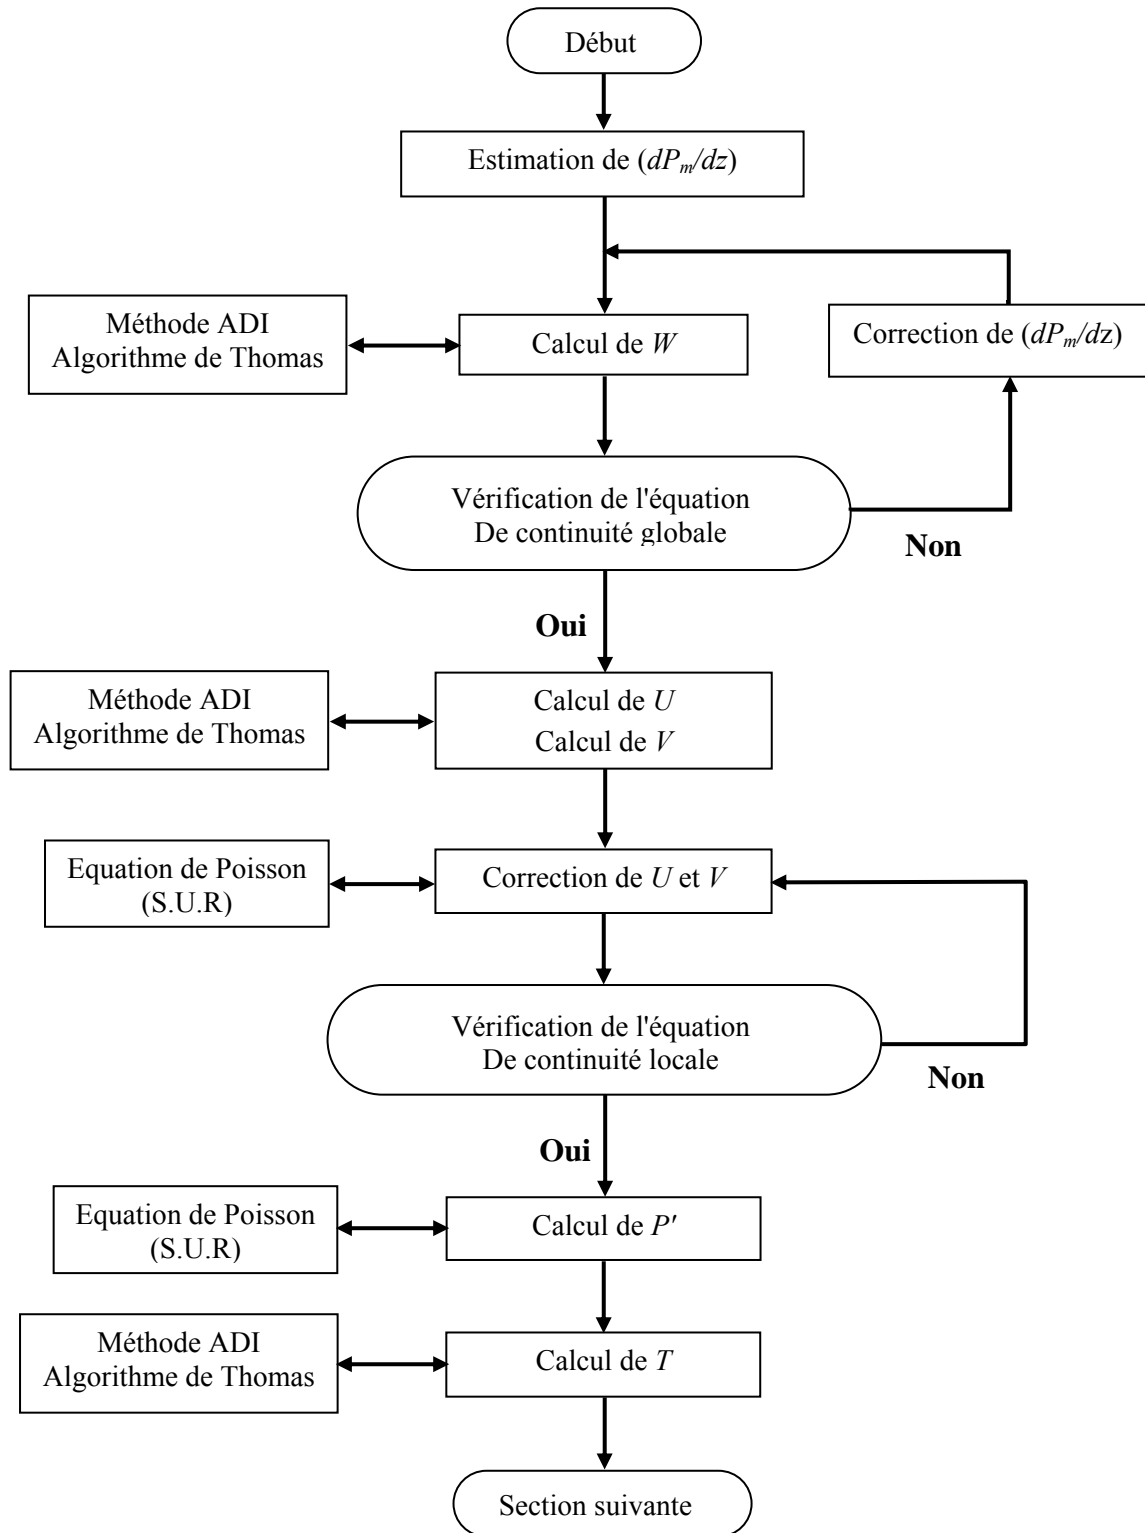 Début
Estimation de (dPm/dz)
Méthode ADI
Algorithme de Thomas
Calcul de W
Correction de (dPm/dz)
Vérification de l'équation
De continuité globale
Non
Oui
Méthode ADI
Algorithme de Thomas
Calcul de U
Calcul de V
Equation de Poisson
(S.U.R)
Correction de U et V
Vérification de l'équation
De continuité locale
Non
Oui
Equation de Poisson
(S.U.R)
Calcul de P'
Méthode ADI
Algorithme de Thomas
Calcul de T
Section suivante